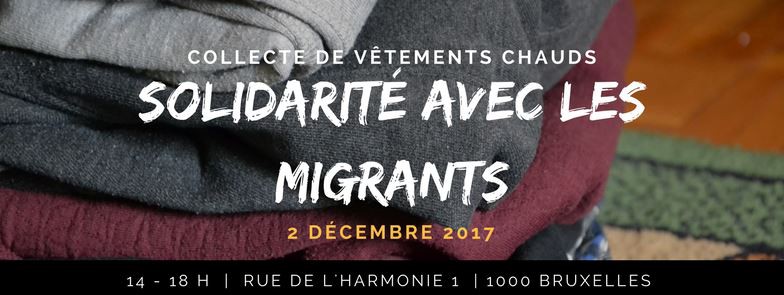 COLLECTE DE VÊTEMENTS CHAUDS
SOLIDARITÉ AVEC LES
MIGRANTS
2 DÉCEMBRE 2017
14 - 18 H | RUE DE L'HARMONIE 1 | 1000 BRUXELLES